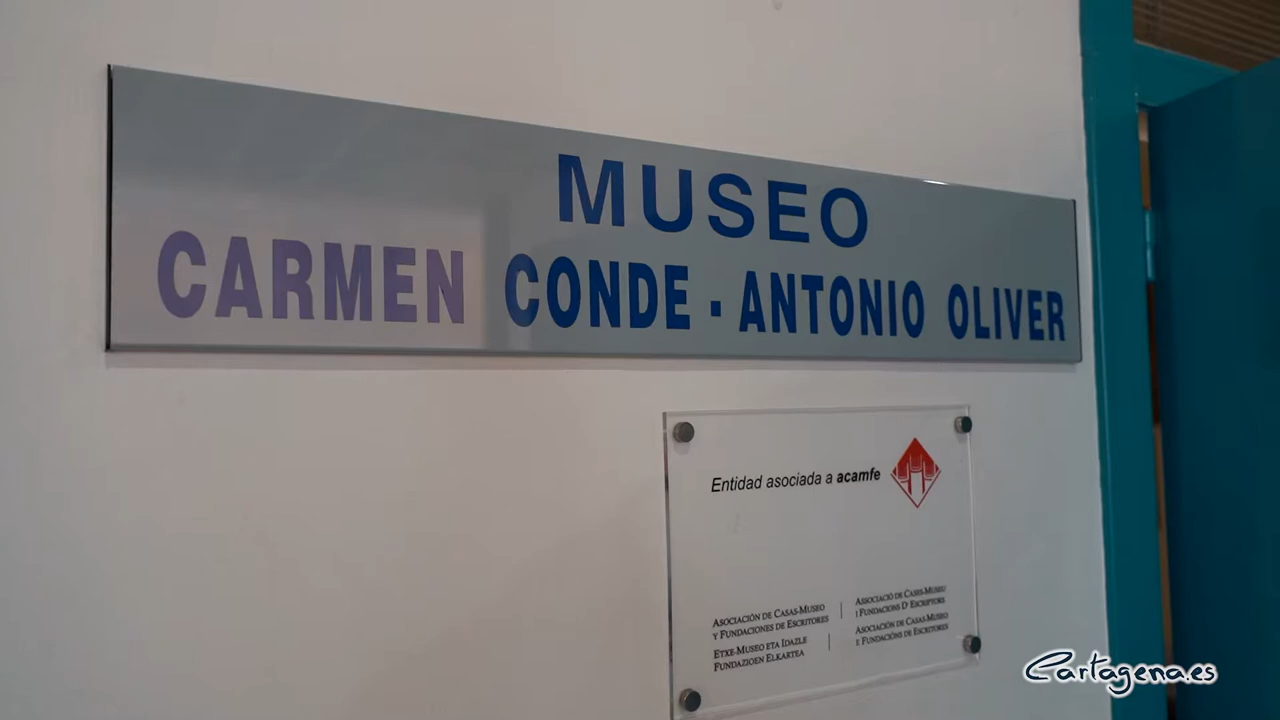 MUSEO
CARMEN CONDE - ANTONIO OLIVER
Entidad asociada a acamfe
ASOCIACIÓN DE CASAS-MUSEO
Y FUNDACIONES DE ESCRITORES
ETXE-MUSEO ETA IDAZLE
FUNDAZIOEN ELKARTEA
ASSOCIACIÓ DE CASES-MUSEU
I FUNDACIONS D'ESCRIPTORS
ASOCIACIÓN DE CASAS-MUSEO
E FUNDACIÓNS DE ESCRITORES
Cartagena.es